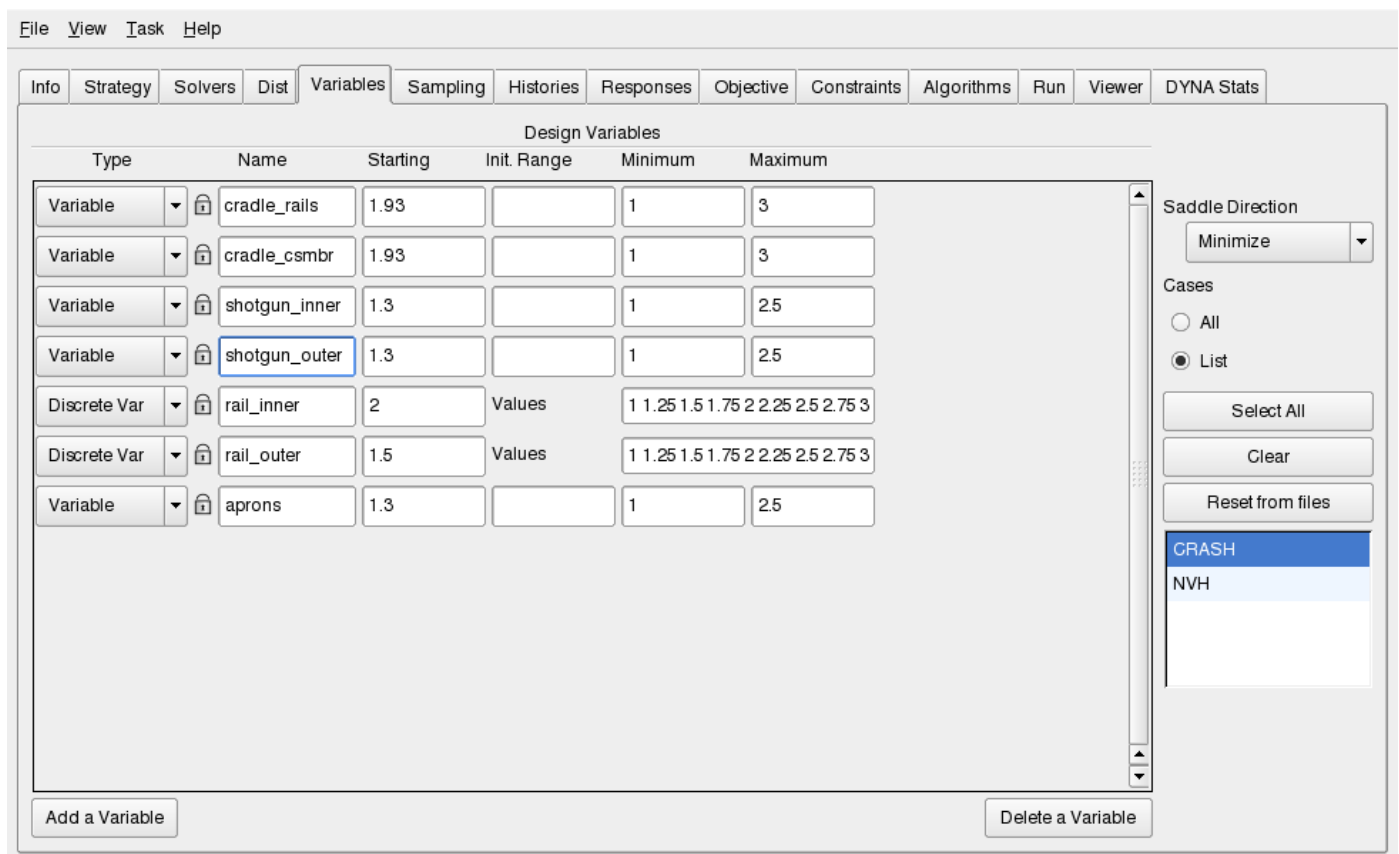 File View Task Help
Info Strategy Solvers Dist Variables Sampling Histories Responses Objective Constraints Algorithms Run Viewer DYNA Stats
Design Variables
Type Name Starting Init. Range Minimum Maximum
Variable cradle_rails 1.93 1 3
Variable cradle_csmbr 1.93 1 3
Variable shotgun_inner 1.3 1 2.5
Variable shotgun_outer 1.3 1 2.5
Discrete Var rail_inner 2 Values 1 1.25 1.5 1.75 2 2.25 2.5 2.75 3
Discrete Var rail_outer 1.5 Values 1 1.25 1.5 1.75 2 2.25 2.5 2.75 3
Variable aprons 1.3 1 2.5
Add a Variable
Delete a Variable
Saddle Direction
Minimize
Cases
All
List
Select All
Clear
Reset from files
CRASH
NVH